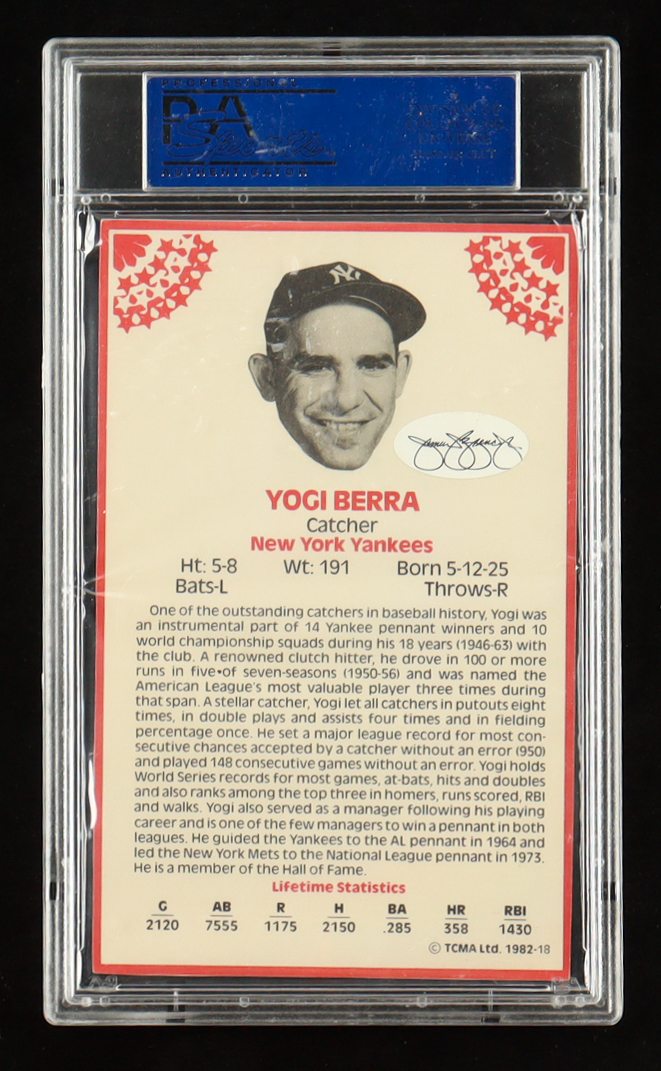 PROFESSIONAL
PSA
Sports
AUTHENTICATOR
NY
YOGI BERRA
Catcher
New York Yankees
Ht: 5-8 Wt: 191 Born 5-12-25
Bats-L Throws-R
One of the outstanding catchers in baseball history, Yogi was
an instrumental part of 14 Yankee pennant winners and 10
world championship squads during his 18 years (1946-63) with
the club. A renowned clutch hitter, he drove in 100 or more
runs in five of seven-seasons (1950-56) and was named the
American League's most valuable player three times during
that span. A stellar catcher, Yogi let all catchers in putouts eight
times, in double plays and assists four times and in fielding
percentage once. He set a major league record for most con-
secutive chances accepted by a catcher without an error (950)
and played 148 consecutive games without an error. Yogi holds
World Series records for most games, at-bats, hits and doubles
and also ranks among the top three in homers, runs scored, RBI
and walks. Yogi also served as a manager following his playing
career and is one of the few managers to win a pennant in both
leagues. He guided the Yankees to the AL pennant in 1964 and
led the New York Mets to the National League pennant in 1973.
He is a member of the Hall of Fame.
Lifetime Statistics
G AB R H BA HR RBI
2120 7555 1175 2150 .285 358 1430
© TCMA Ltd. 1982-18